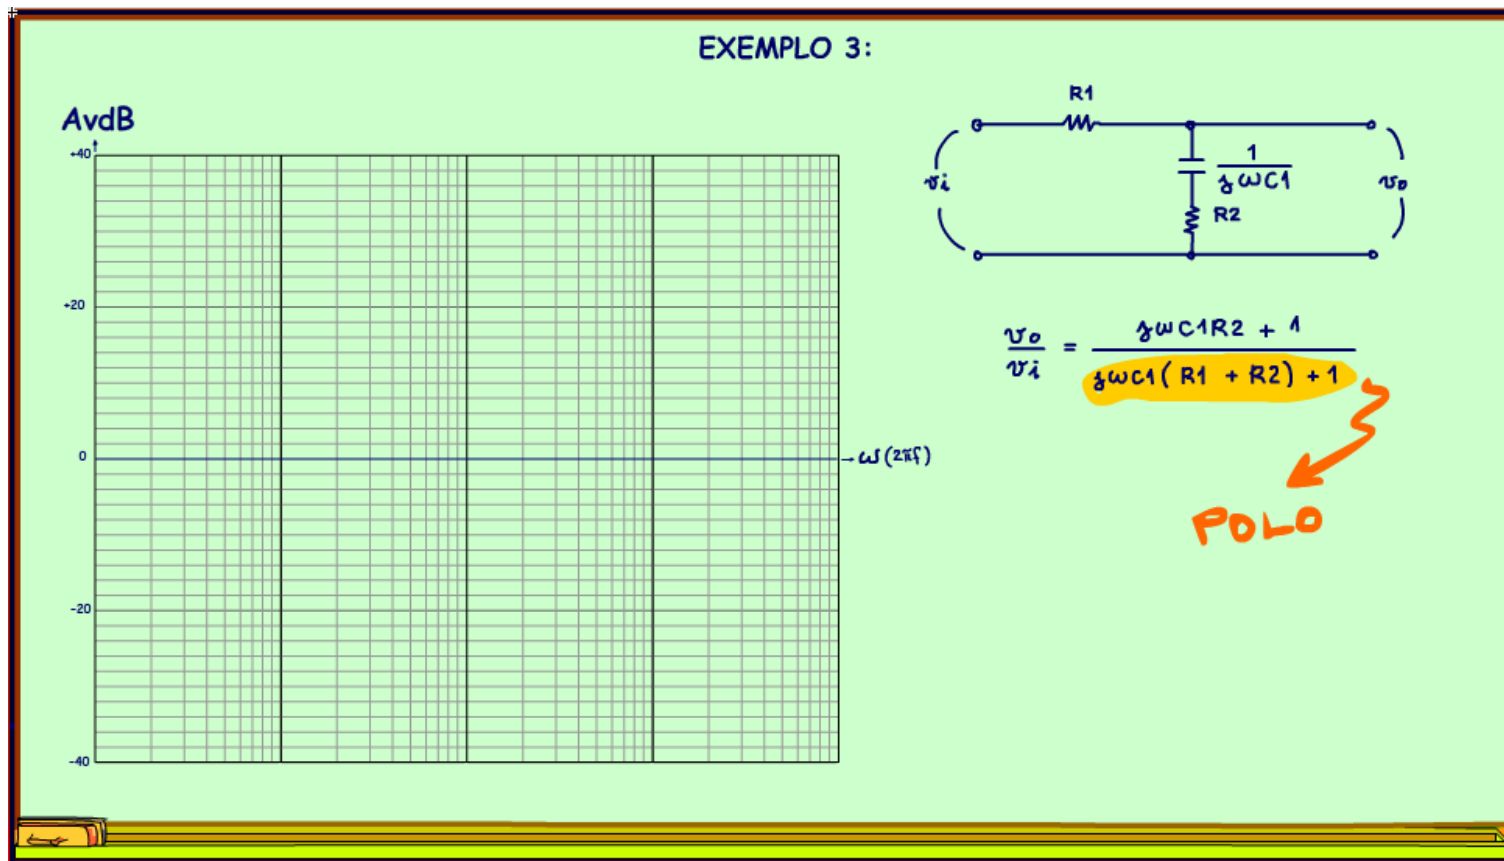 EXEMPLO 3:
AvdB
+40
+20
0
-20
-40
ω(2πf)
R1
vi
1
jωC1
R2
vo
vo
vi
=
jωC1R2 + 1
jωC1(R1 + R2) + 1
POLO